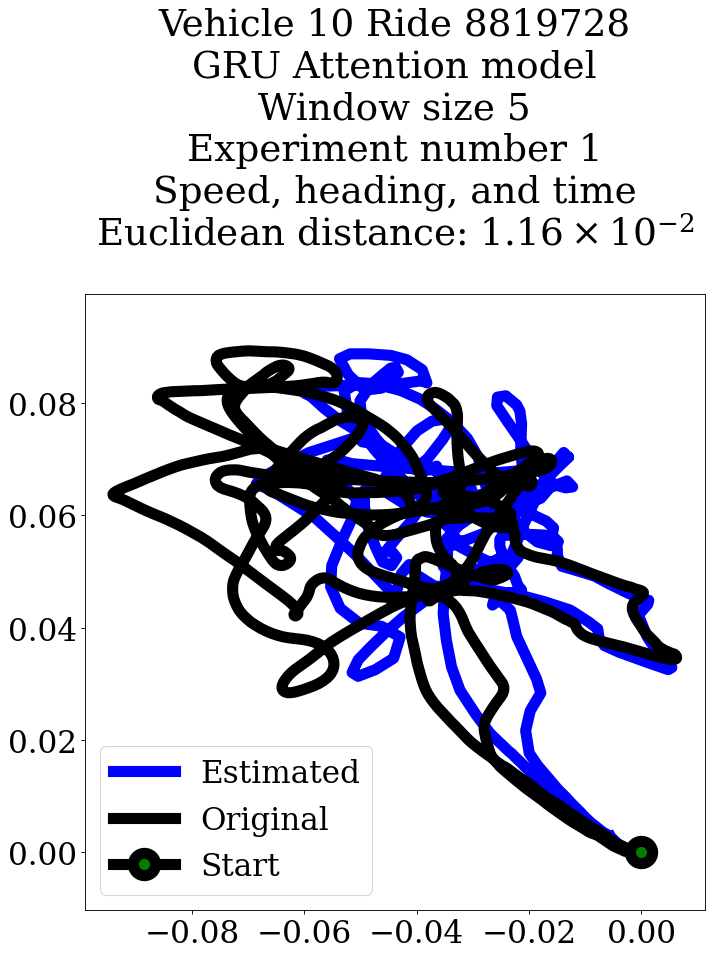 Vehicle 10 Ride 8819728
GRU Attention model
Window size 5
Experiment number 1
Speed, heading, and time
Euclidean distance: 1.16 × 10⁻²
0.08
0.06
0.04
0.02
0.00
Estimated
Original
Start
−0.08 −0.06 −0.04 −0.02 0.00